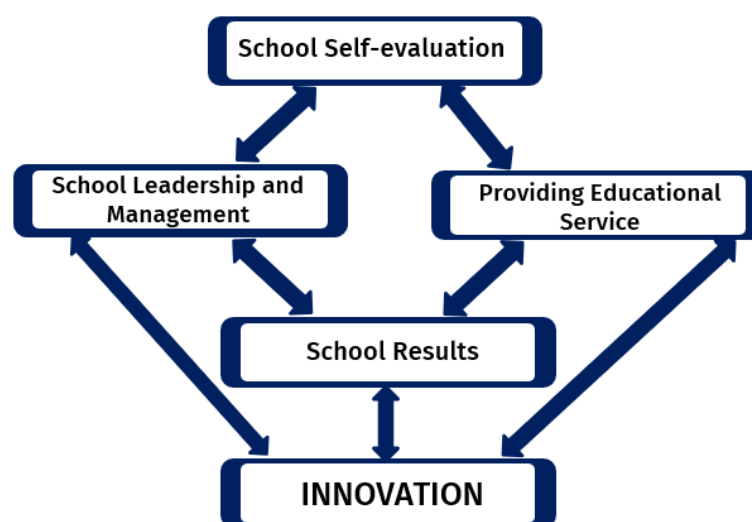 School Self-evaluation
School Leadership and
Management
Providing Educational
Service
School Results
INNOVATION